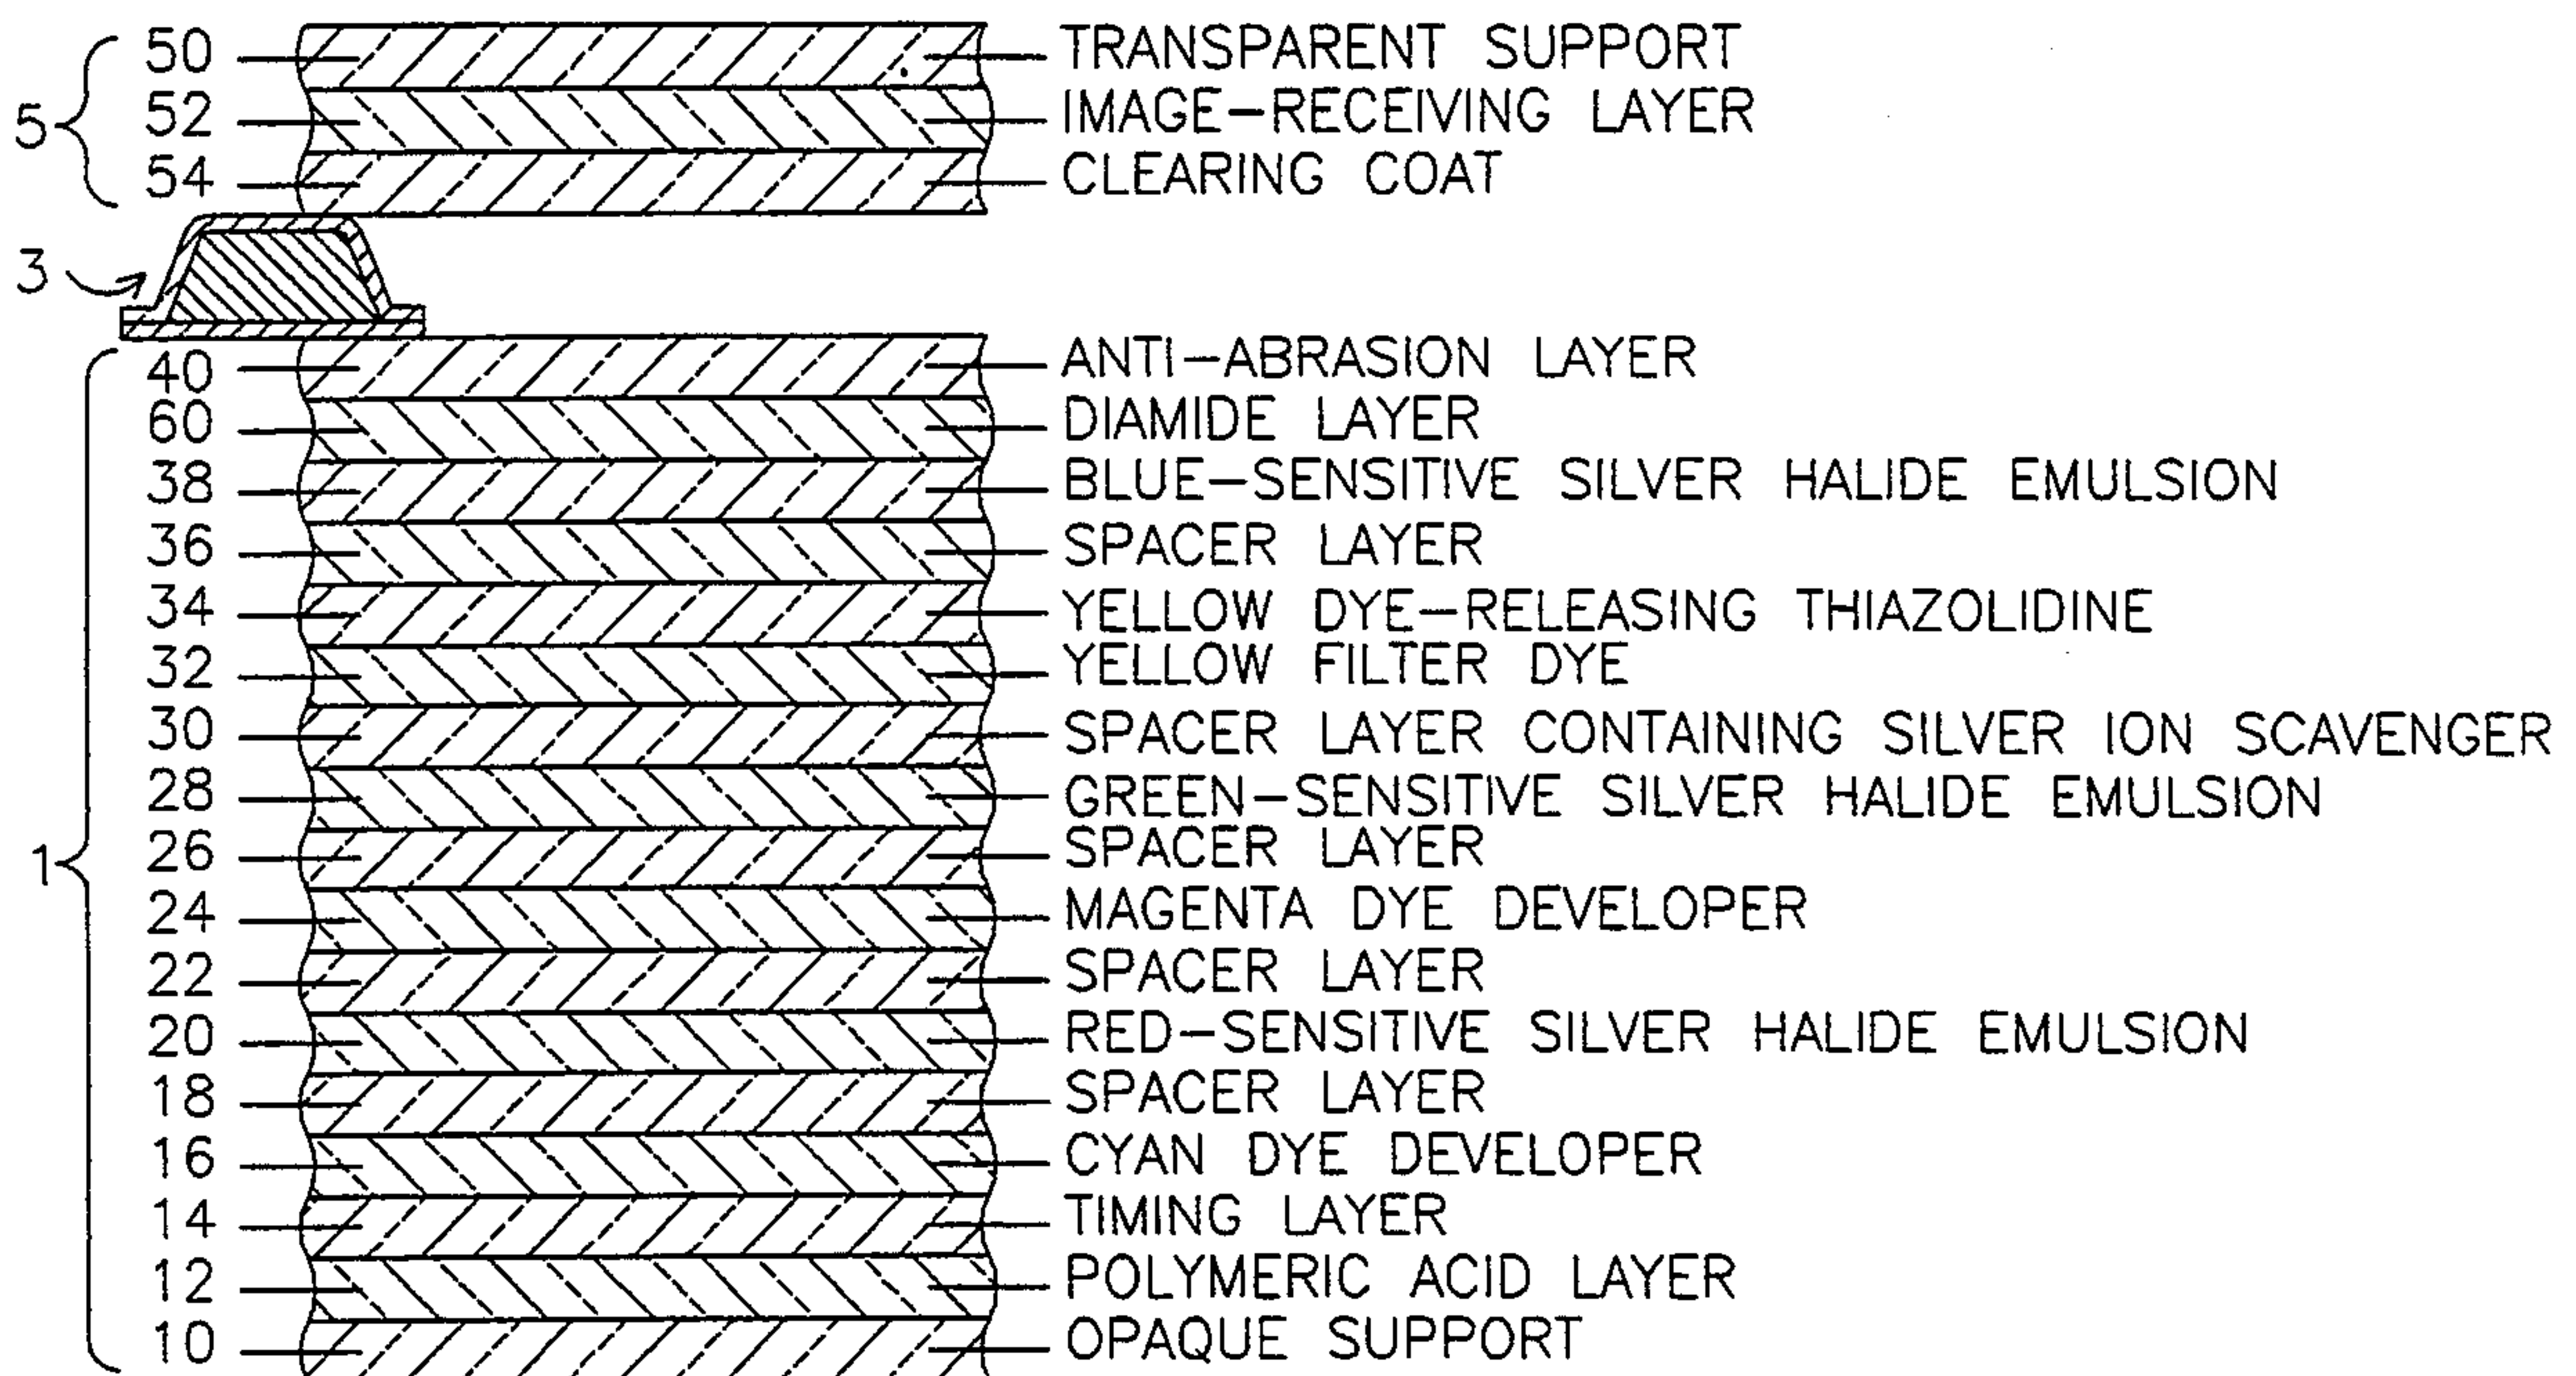 5
50 TRANSPARENT SUPPORT
52 IMAGE-RECEIVING LAYER
54 CLEARING COAT
3
1
40 ANTI-ABRASION LAYER
60 DIAMIDE LAYER
38 BLUE-SENSITIVE SILVER HALIDE EMULSION
36 SPACER LAYER
34 YELLOW DYE-RELEASING THIAZOLIDINE
32 YELLOW FILTER DYE
30 SPACER LAYER CONTAINING SILVER ION SCAVENGER
28 GREEN-SENSITIVE SILVER HALIDE EMULSION
26 SPACER LAYER
24 MAGENTA DYE DEVELOPER
22 SPACER LAYER
20 RED-SENSITIVE SILVER HALIDE EMULSION
18 SPACER LAYER
16 CYAN DYE DEVELOPER
14 TIMING LAYER
12 POLYMERIC ACID LAYER
10 OPAQUE SUPPORT